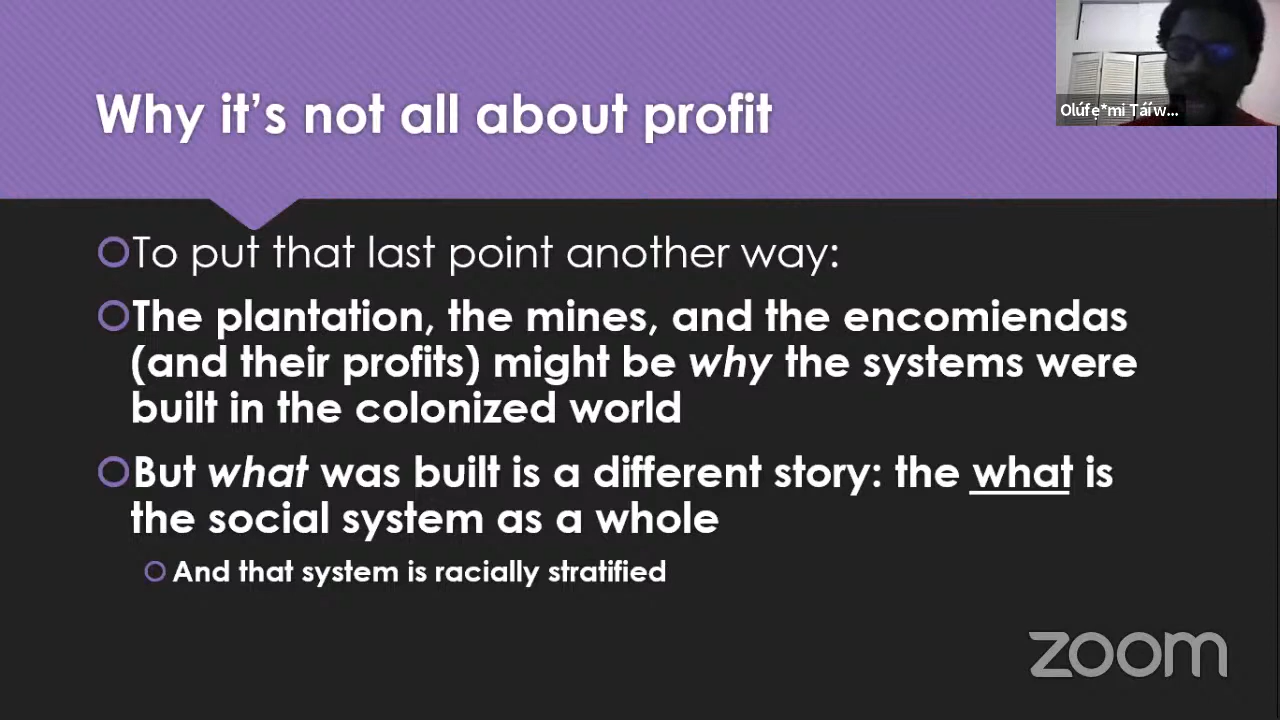 Why it's not all about profit
Olúfẹ*mi Táíw...
To put that last point another way:
The plantation, the mines, and the encomiendas
(and their profits) might be why the systems were
built in the colonized world
But what was built is a different story: the what is
the social system as a whole
And that system is racially stratified
zoom